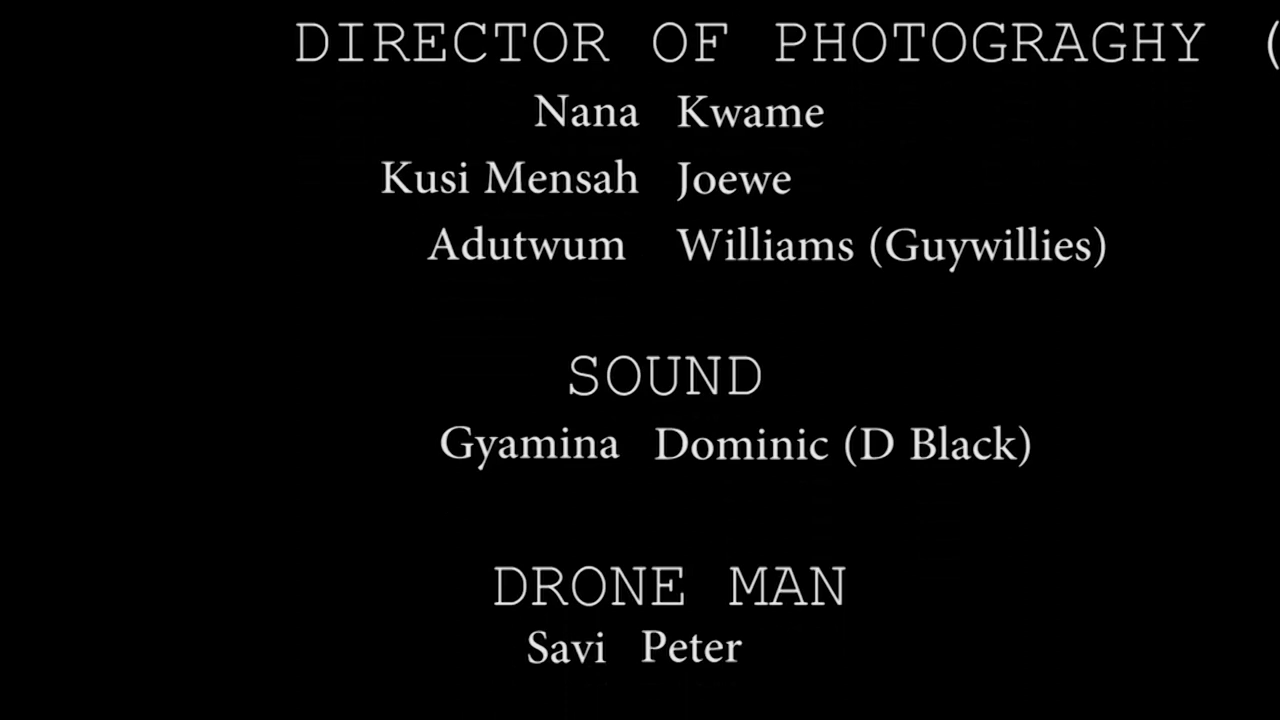 DIRECTOR OF PHOTOGRAGHY (
Nana Kwame
Kusi Mensah Joewe
Adutwum Williams (Guywillies)
SOUND
Gyamina Dominic (D Black)
DRONE MAN
Savi Peter